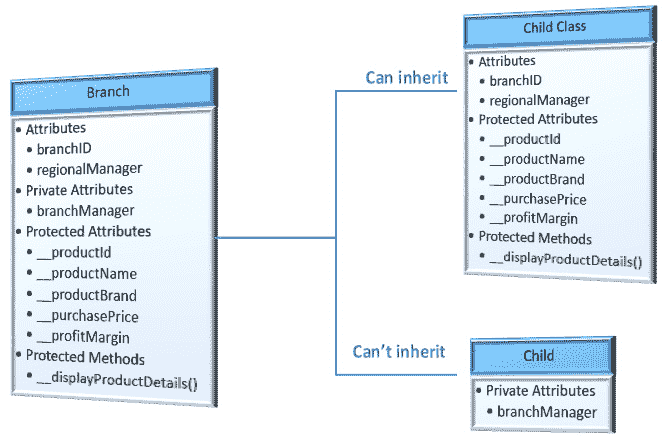 Branch
• Attributes
• branchID
• regionalManager
• Private Attributes
• branchManager
• Protected Attributes
• __productId
• __productName
• __productBrand
• __purchasePrice
• __profitMargin
• Protected Methods
• __displayProductDetails()
Can inherit
Child Class
• Attributes
• branchID
• regionalManager
• Protected Attributes
• __productId
• __productName
• __productBrand
• __purchasePrice
• __profitMargin
• Protected Methods
• __displayProductDetails()
Can’t inherit
Child
• Private Attributes
• branchManager